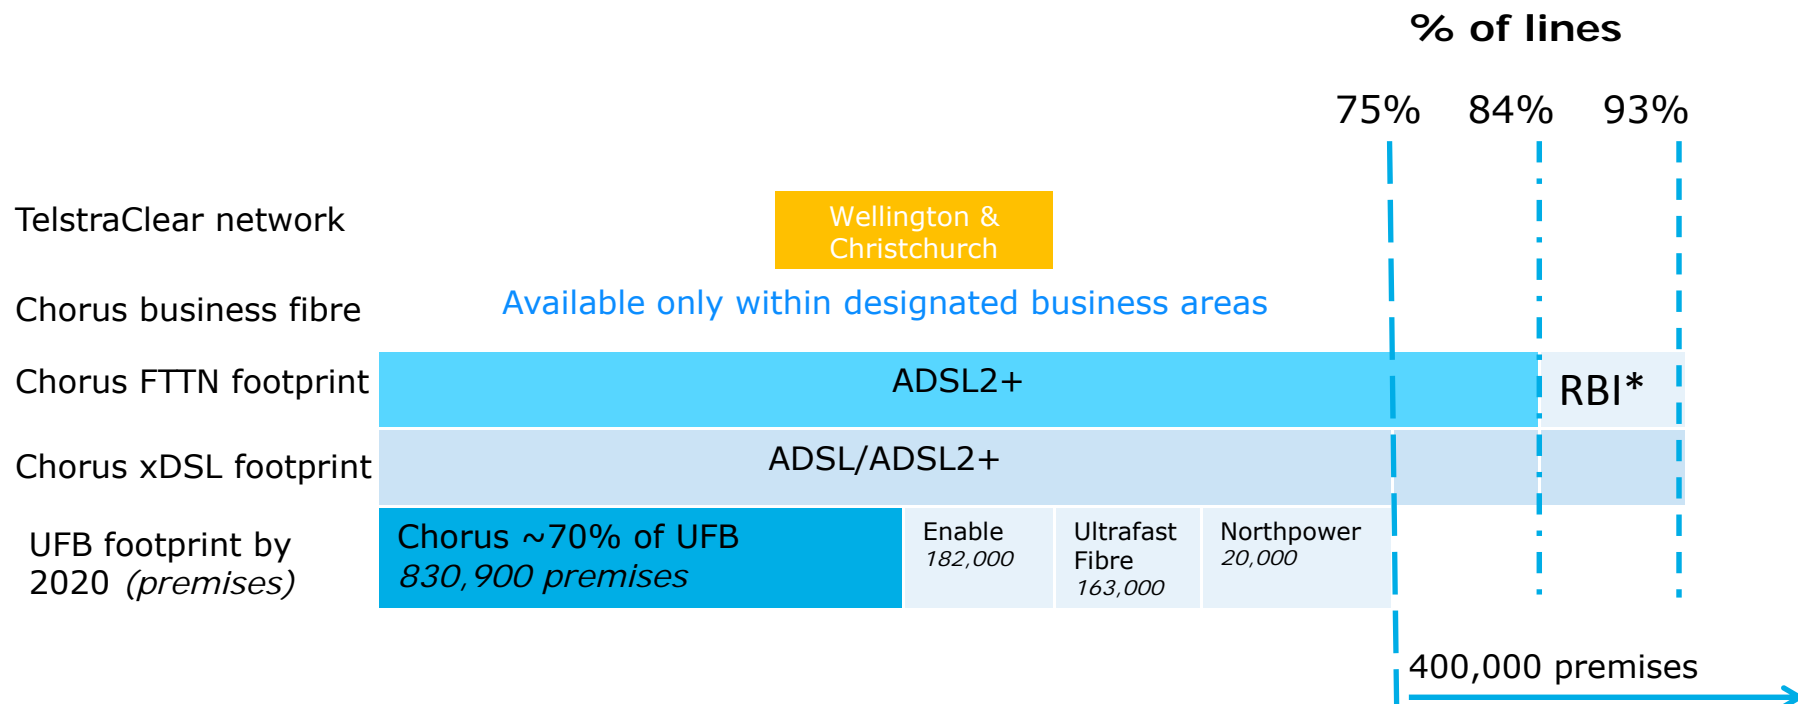 % of lines
75% 84% 93%
TelstraClear network
Wellington &
Christchurch
Chorus business fibre
Available only within designated business areas
Chorus FTTN footprint
ADSL2+
RBI*
Chorus xDSL footprint
ADSL/ADSL2+
UFB footprint by
2020 (premises)
Chorus ~70% of UFB
830,900 premises
Enable
182,000
Ultrafast
Fibre
163,000
Northpower
20,000
400,000 premises